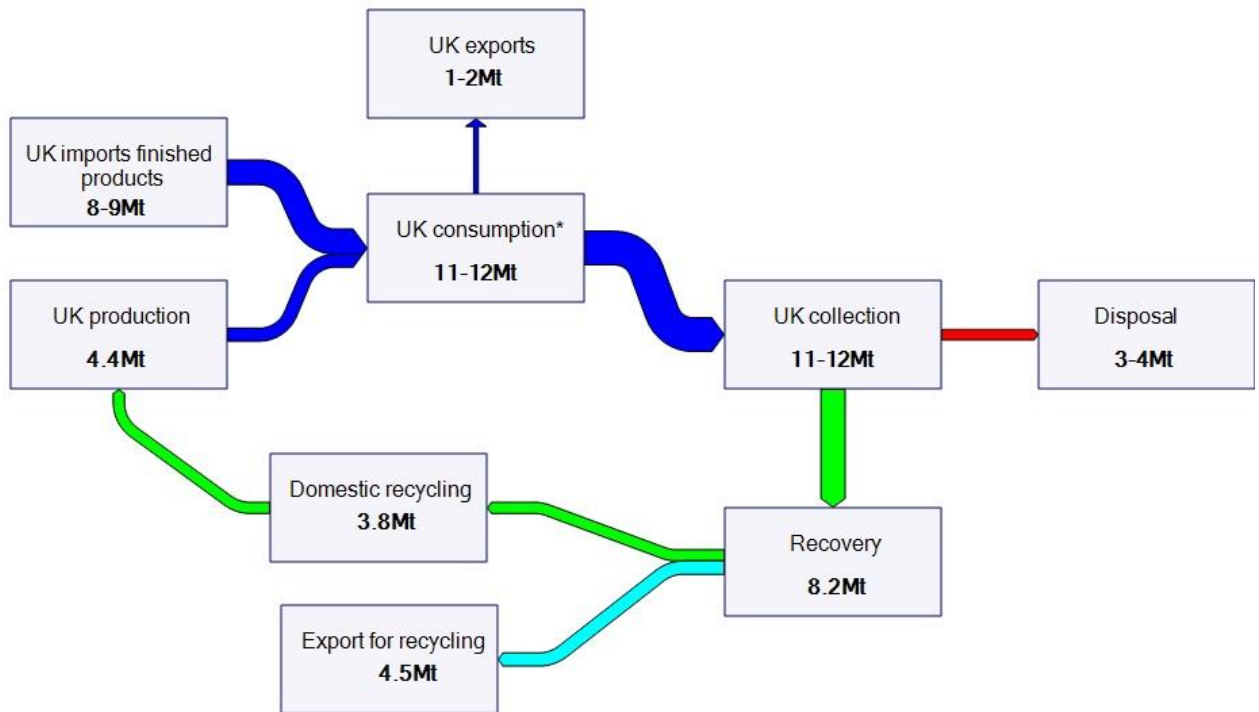 UK exports
1-2Mt
UK imports finished
products
8-9Mt
UK consumption*
11-12Mt
UK production
4.4Mt
UK collection
11-12Mt
Disposal
3-4Mt
Domestic recycling
3.8Mt
Recovery
8.2Mt
Export for recycling
4.5Mt